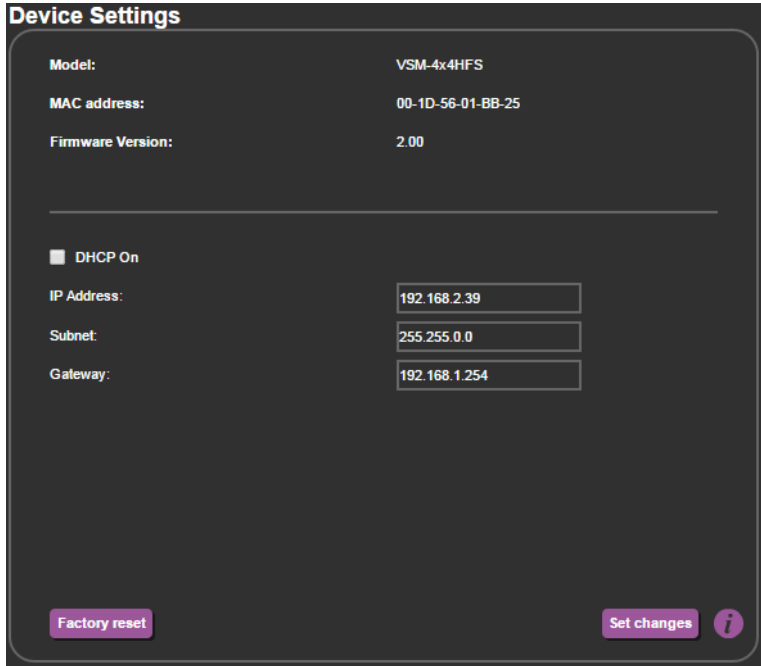 Device Settings
Model: VSM-4x4HFS
MAC address: 00-1D-56-01-BB-25
Firmware Version: 2.00
DHCP On
IP Address: 192.168.2.39
Subnet: 255.255.0.0
Gateway: 192.168.1.254
Factory reset Set changes i